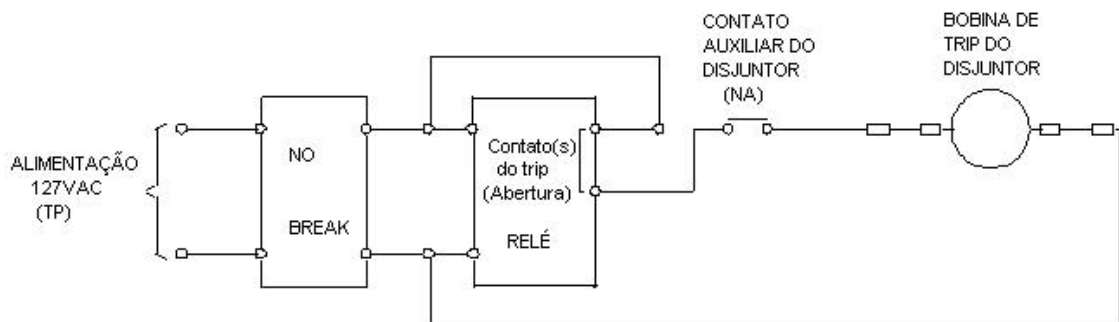 ALIMENTAÇÃO
127VAC
(TP)
NO
BREAK
Contato(s)
do trip
(Abertura)
RELÉ
CONTATO
AUXILIAR DO
DISJUNTOR
(NA)
BOBINA DE
TRIP DO
DISJUNTOR